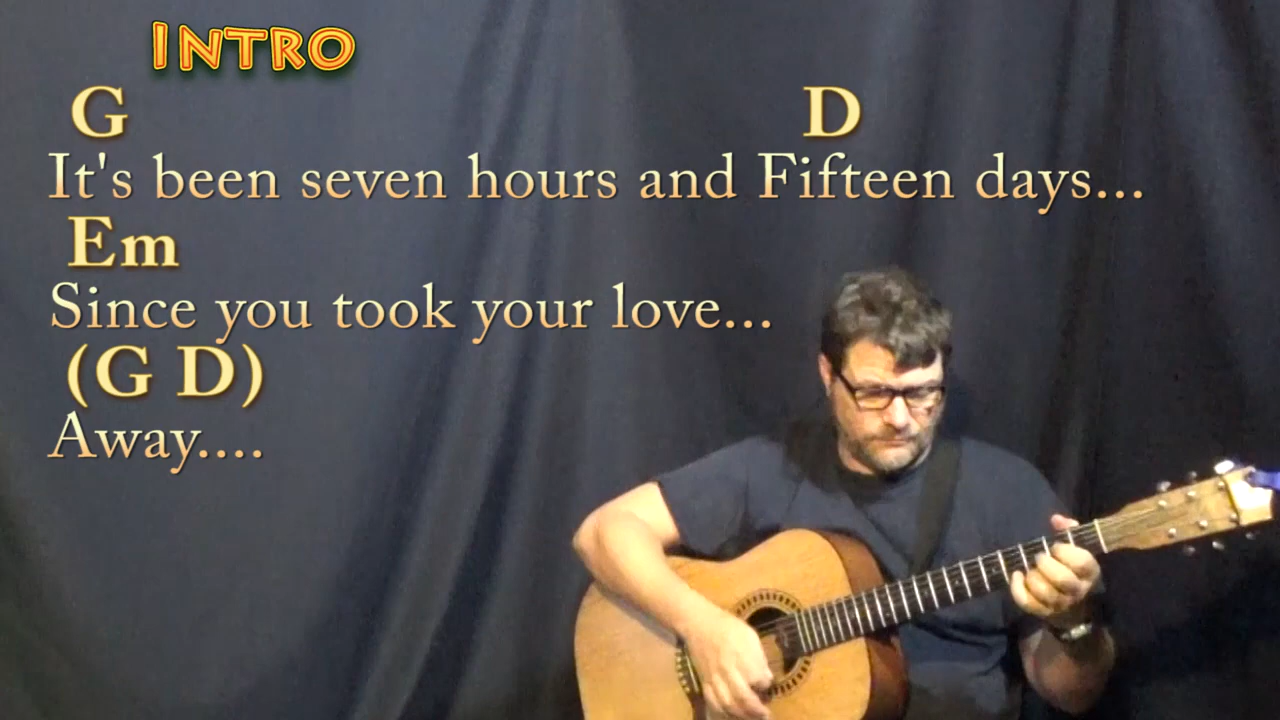 INTRO
G D
It's been seven hours and Fifteen days...
Em
Since you took your love...
(G D)
Away....